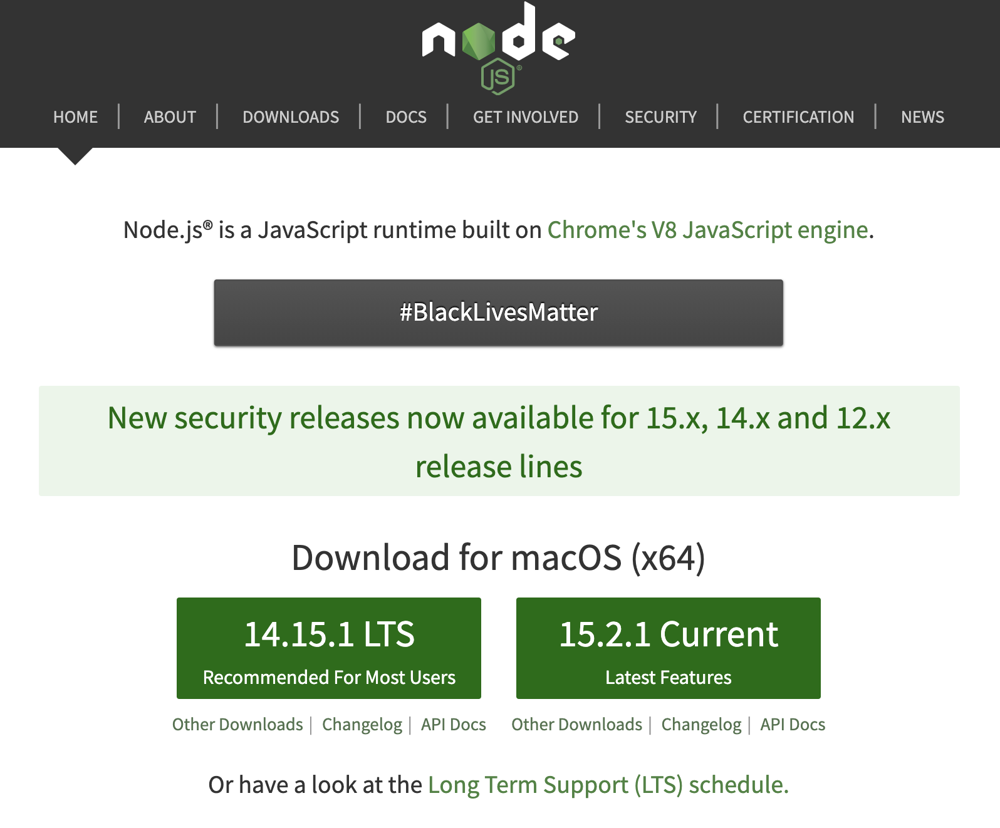 node
JS®
HOME | ABOUT | DOWNLOADS | DOCS | GET INVOLVED | SECURITY | CERTIFICATION | NEWS
Node.js® is a JavaScript runtime built on Chrome's V8 JavaScript engine.
#BlackLivesMatter
New security releases now available for 15.x, 14.x and 12.x
release lines
Download for macOS (x64)
14.15.1 LTS
Recommended For Most Users
Other Downloads | Changelog | API Docs
15.2.1 Current
Latest Features
Other Downloads | Changelog | API Docs
Or have a look at the Long Term Support (LTS) schedule.